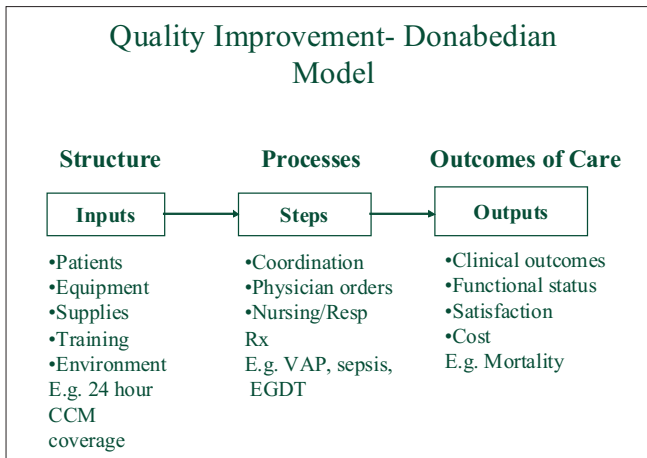 Quality Improvement- Donabedian
Model
Structure
Inputs
•Patients
•Equipment
•Supplies
•Training
•Environment
E.g. 24 hour
CCM
coverage
Processes
Steps
•Coordination
•Physician orders
•Nursing/Resp
Rx
E.g. VAP, sepsis,
EGDT
Outcomes of Care
Outputs
•Clinical outcomes
•Functional status
•Satisfaction
•Cost
E.g. Mortality